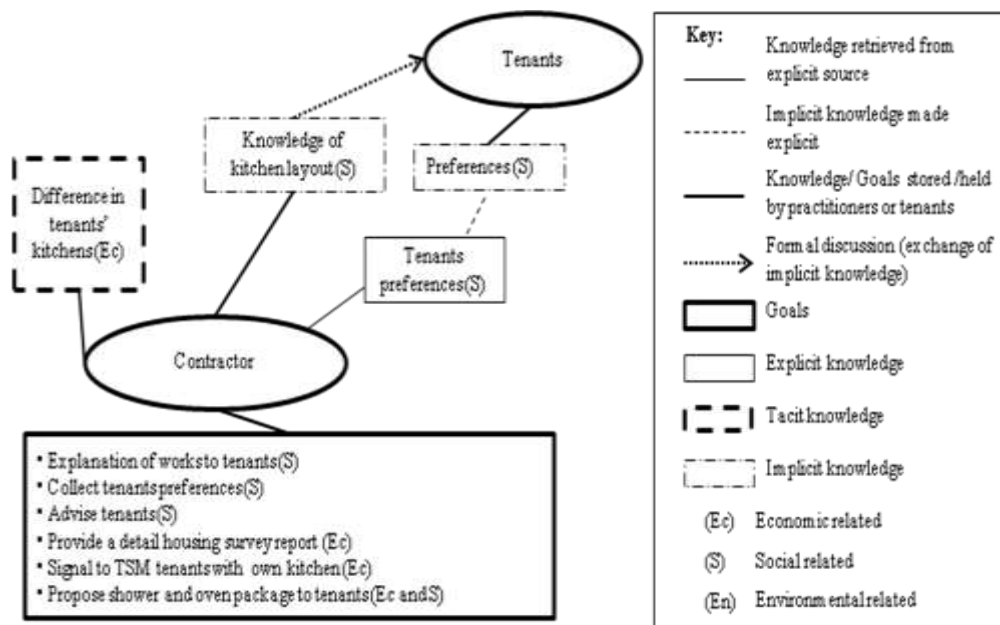 Tenants
Knowledge of
kitchen layout(S)
Preferences(S)
Difference in
tenants'
kitchens(Ec)
Tenants
preferences(S)
Contractor
• Explanation of works to tenants(S)
• Collect tenants preferences(S)
• Advise tenants(S)
• Provide a detail housing survey report (Ec)
• Signal to TSM tenants with own kitchen(Ec)
• Propose shower and oven package to tenants(Ec and S)
Key:
Knowledge retrieved from
explicit source
Implicit knowledge made
explicit
Knowledge/ Goals stored /held
by practitioners or tenants
Formal discussion (exchange of
implicit knowledge)
Goals
Explicit knowledge
Tacit knowledge
Implicit knowledge
(Ec) Economic related
(S) Social related
(En) Environmental related